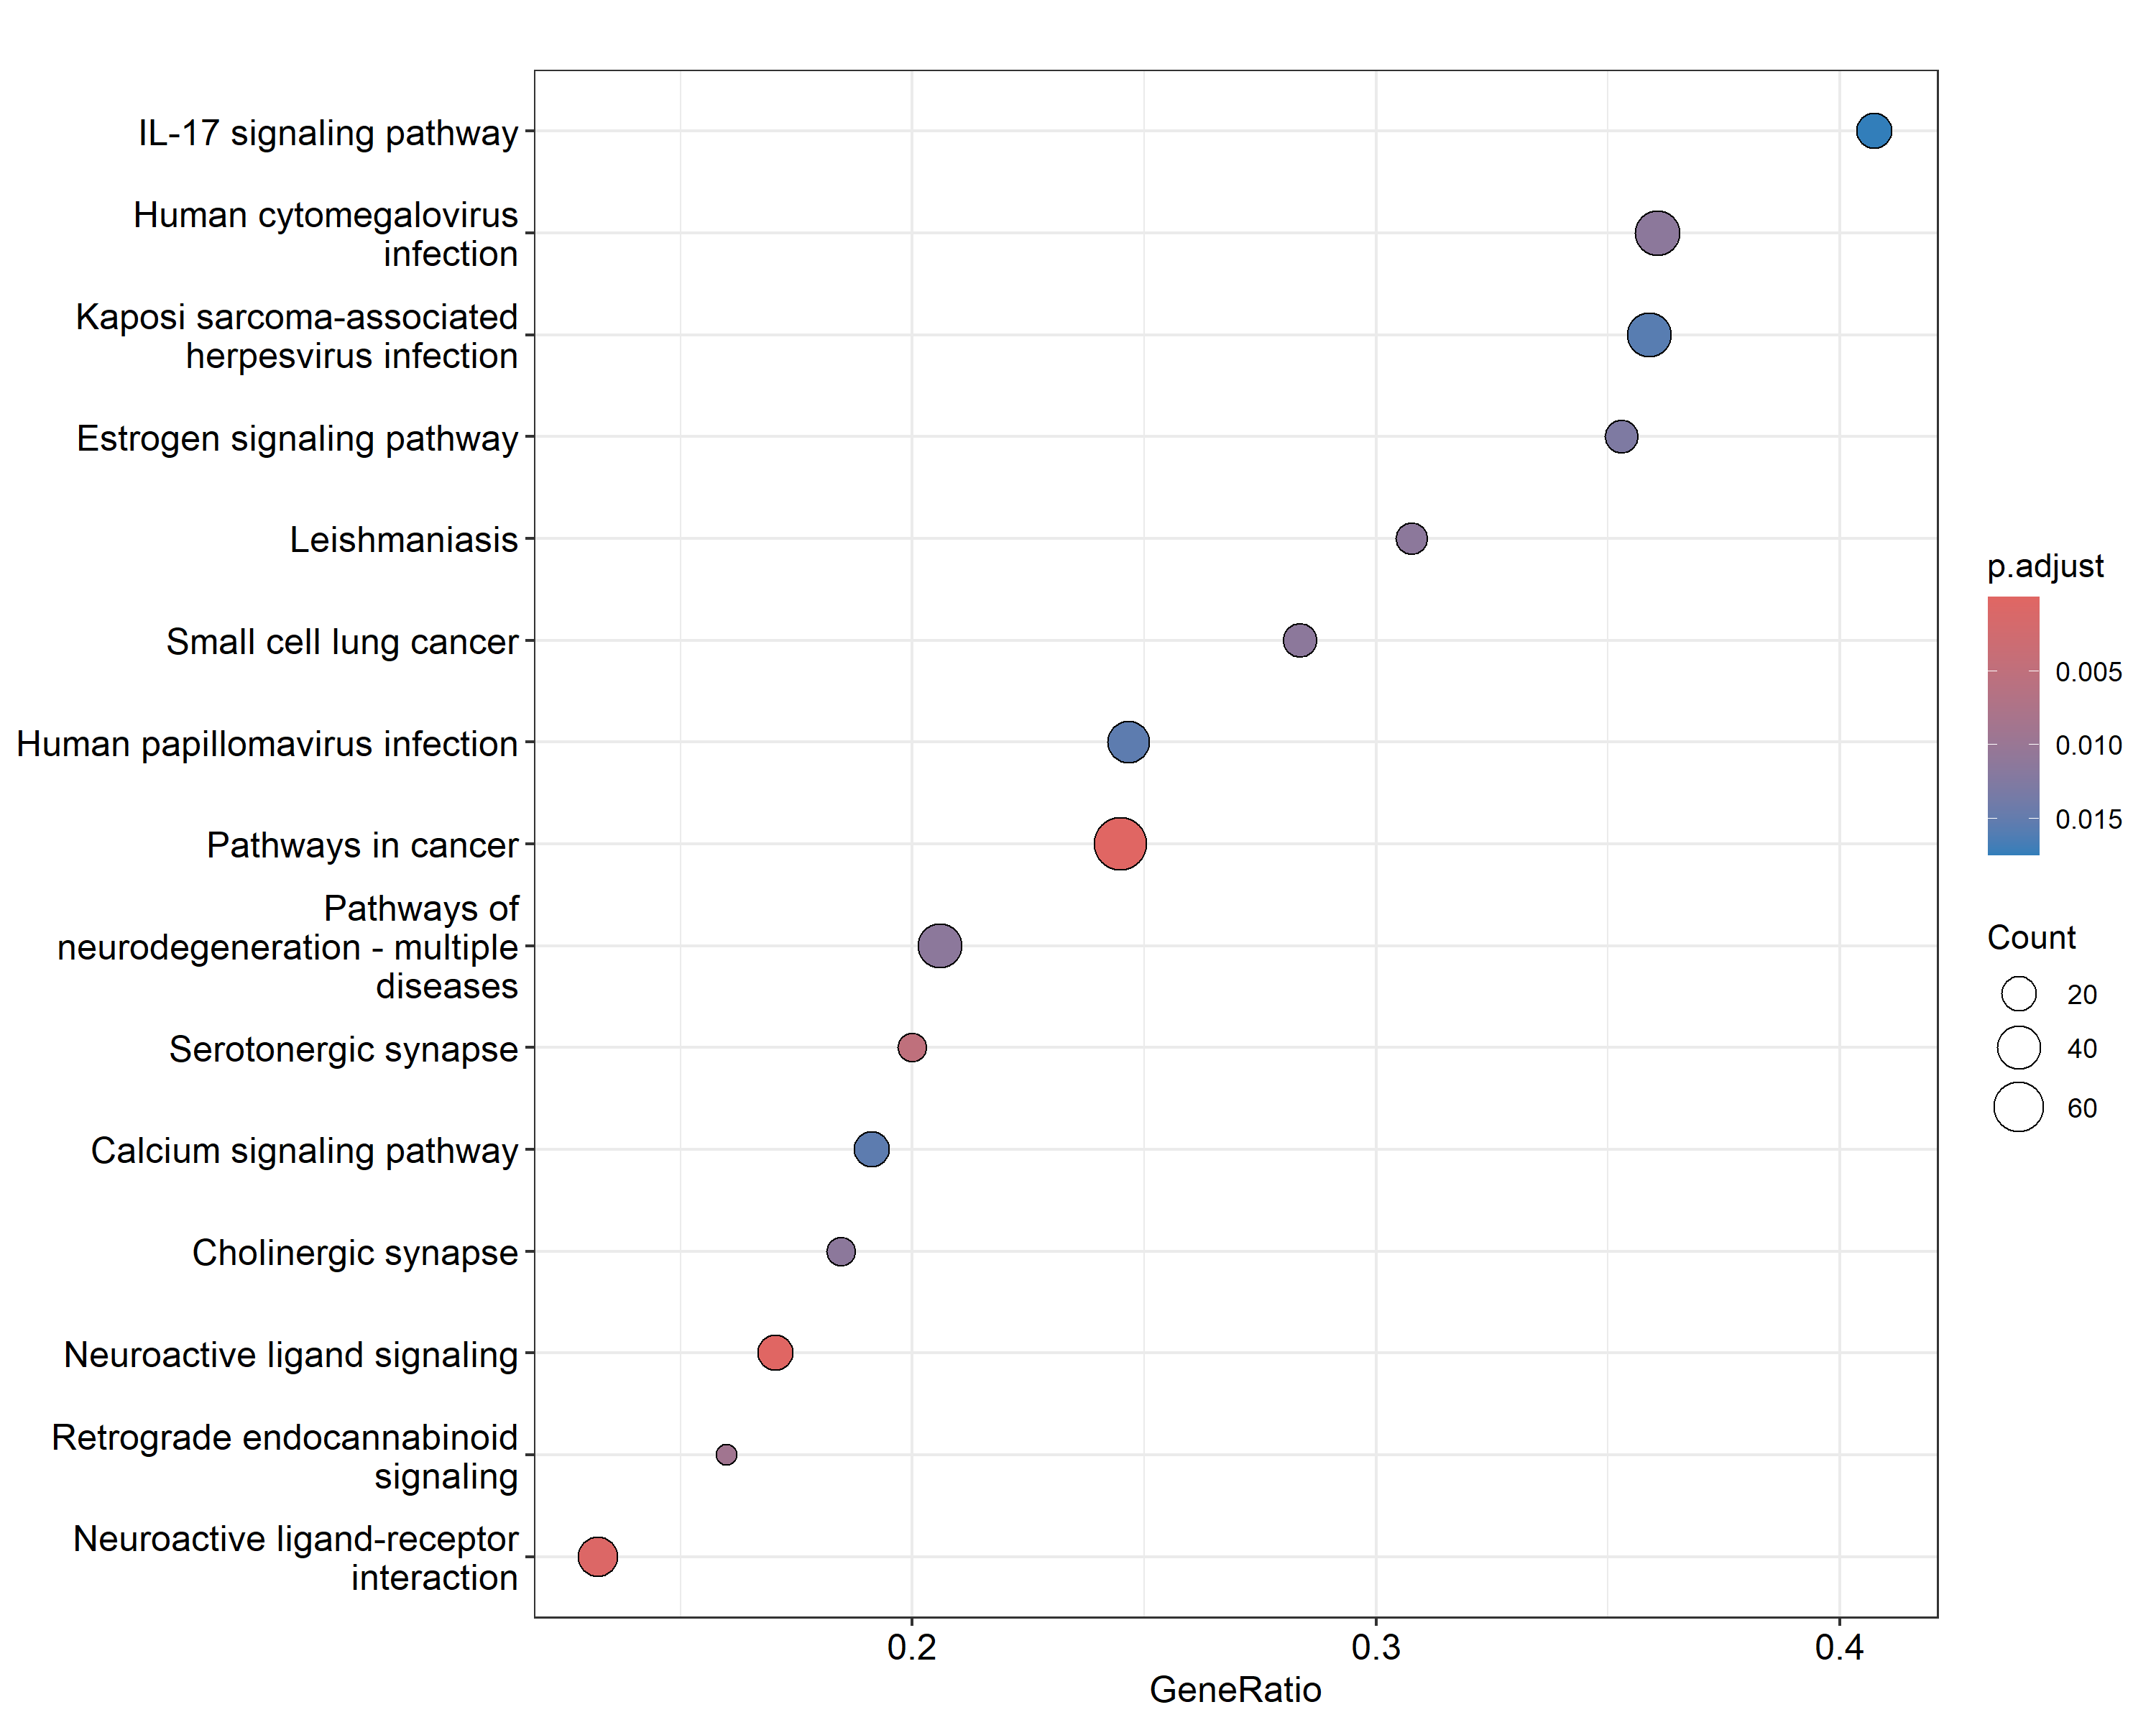 IL-17 signaling pathway
Human cytomegalovirus
infection
Kaposi sarcoma-associated
herpesvirus infection
Estrogen signaling pathway
Leishmaniasis
Small cell lung cancer
Human papillomavirus infection
Pathways in cancer
Pathways of
neurodegeneration - multiple
diseases
Serotonergic synapse
Calcium signaling pathway
Cholinergic synapse
Neuroactive ligand signaling
Retrograde endocannabinoid
signaling
Neuroactive ligand-receptor
interaction
0.2 0.3 0.4
GeneRatio
p.adjust
0.005
0.010
0.015
Count
20
40
60